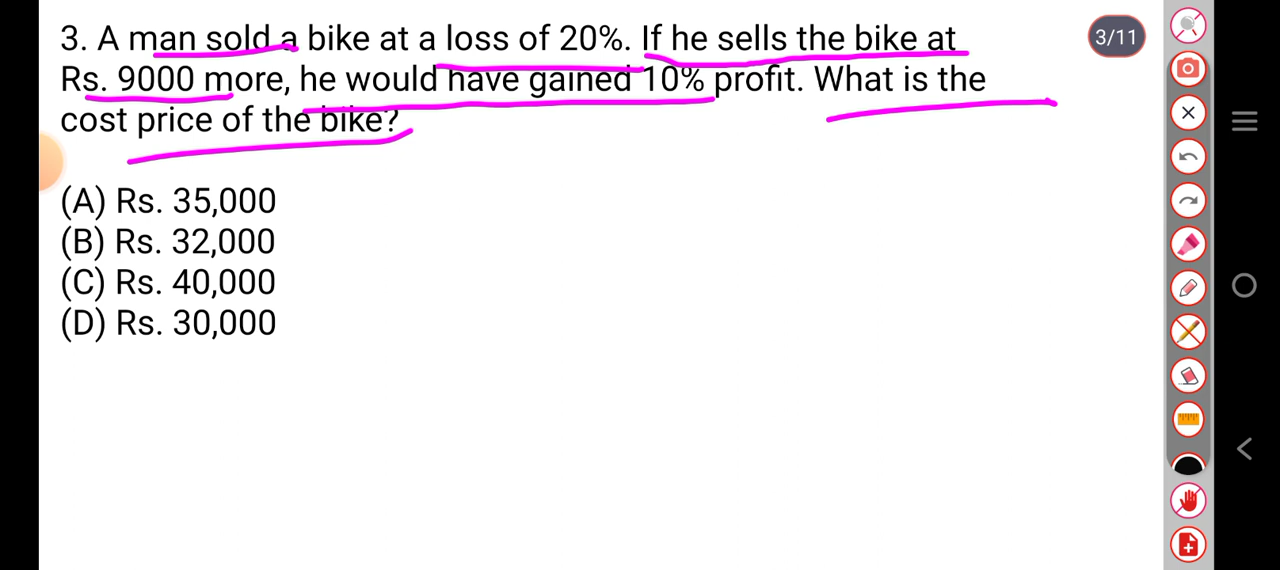 3. A man sold a bike at a loss of 20%. If he sells the bike at
Rs. 9000 more, he would have gained 10% profit. What is the
cost price of the bike?
(A) Rs. 35,000
(B) Rs. 32,000
(C) Rs. 40,000
(D) Rs. 30,000
3/11